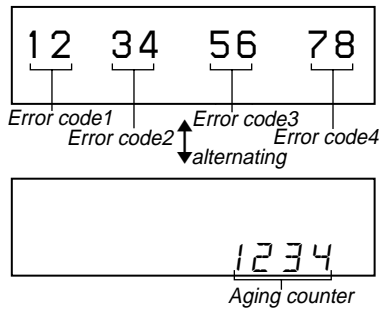 12 34 56 78
Error code1 Error code3
Error code2 Error code4
alternating
1234
Aging counter